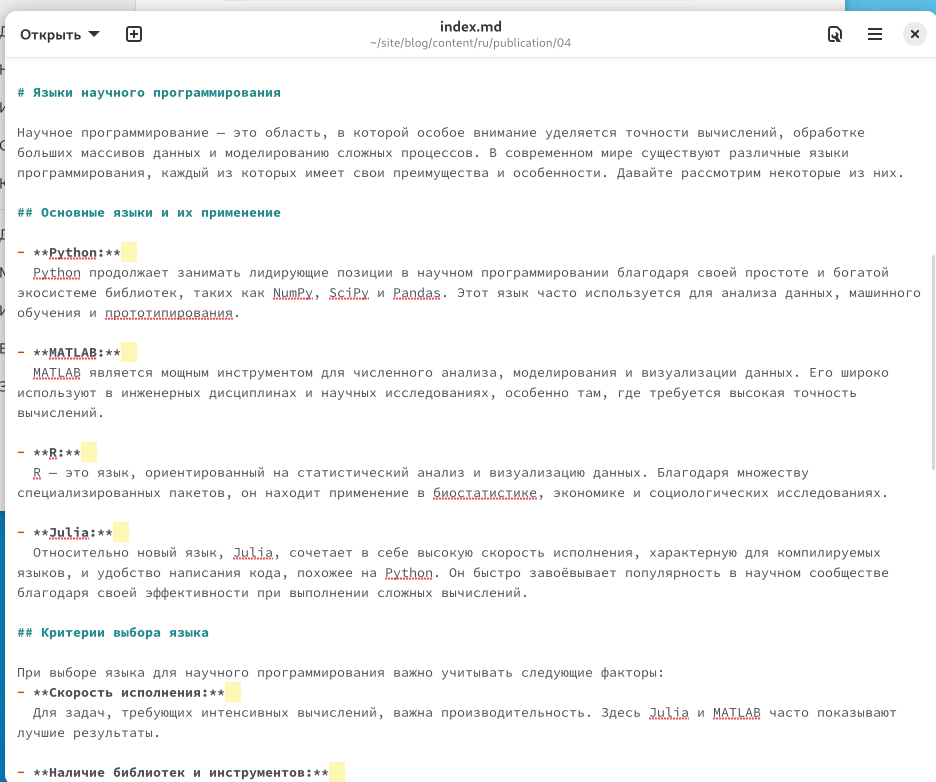 Открыть
index.md
~/site/blog/content/ru/publication/04
# Языки научного программирования
Научное программирование — это область, в которой особое внимание уделяется точности вычислений, обработке
больших массивов данных и моделированию сложных процессов. В современном мире существуют различные языки
программирования, каждый из которых имеет свои преимущества и особенности. Давайте рассмотрим некоторые из них.
## Основные языки и их применение
- **Python:**
Python продолжает занимать лидирующие позиции в научном программировании благодаря своей простоте и богатой
экосистеме библиотек, таких как NumPy, SciPy и Pandas. Этот язык часто используется для анализа данных, машинного
обучения и прототипирования.
- **MATLAB:**
MATLAB является мощным инструментом для численного анализа, моделирования и визуализации данных. Его широко
используют в инженерных дисциплинах и научных исследованиях, особенно там, где требуется высокая точность
вычислений.
- **R:**
R — это язык, ориентированный на статистический анализ и визуализацию данных. Благодаря множеству
специализированных пакетов, он находит применение в биостатистике, экономике и социологических исследованиях.
- **Julia:**
Относительно новый язык, Julia, сочетает в себе высокую скорость исполнения, характерную для компилируемых
языков, и удобство написания кода, похожее на Python. Он быстро завоёвывает популярность в научном сообществе
благодаря своей эффективности при выполнении сложных вычислений.
## Критерии выбора языка
При выборе языка для научного программирования важно учитывать следующие факторы:
- **Скорость исполнения:**
Для задач, требующих интенсивных вычислений, важна производительность. Здесь Julia и MATLAB часто показывают
лучшие результаты.
- **Наличие библиотек и инструментов:**